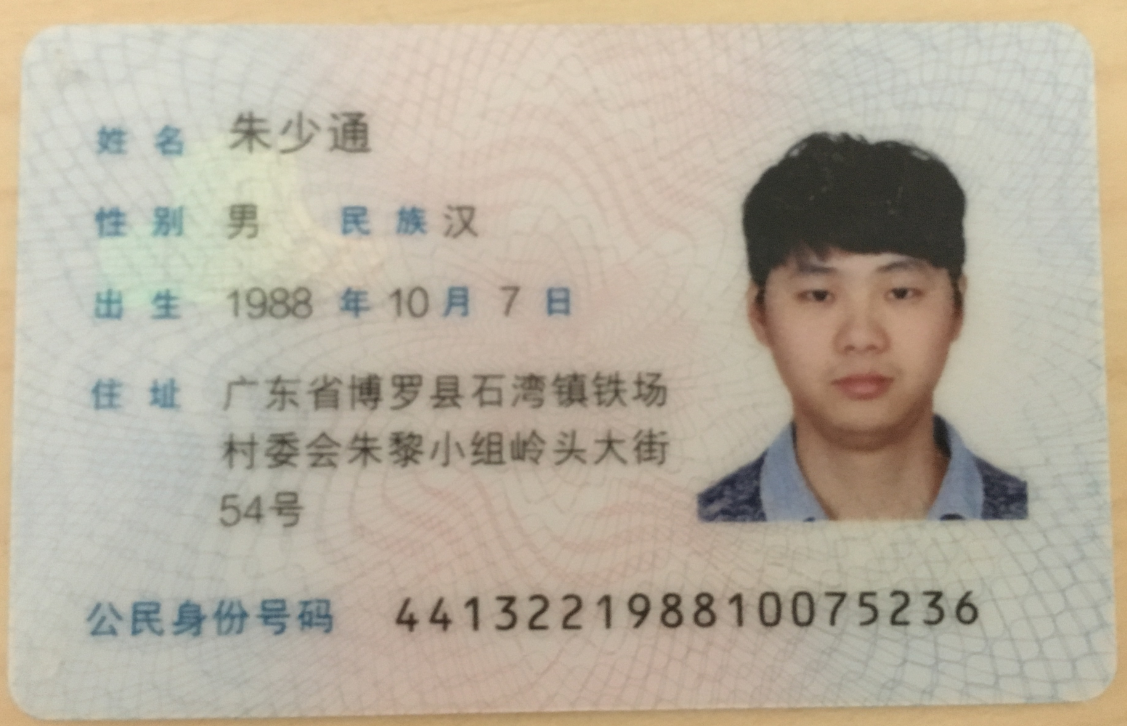 姓名 朱少通
性别 男 民族 汉
出生 1988 年 10 月 7 日
住址 广东省博罗县石湾镇铁场
村委会朱黎小组岭头大街
54号
公民身份号码 441322198810075236